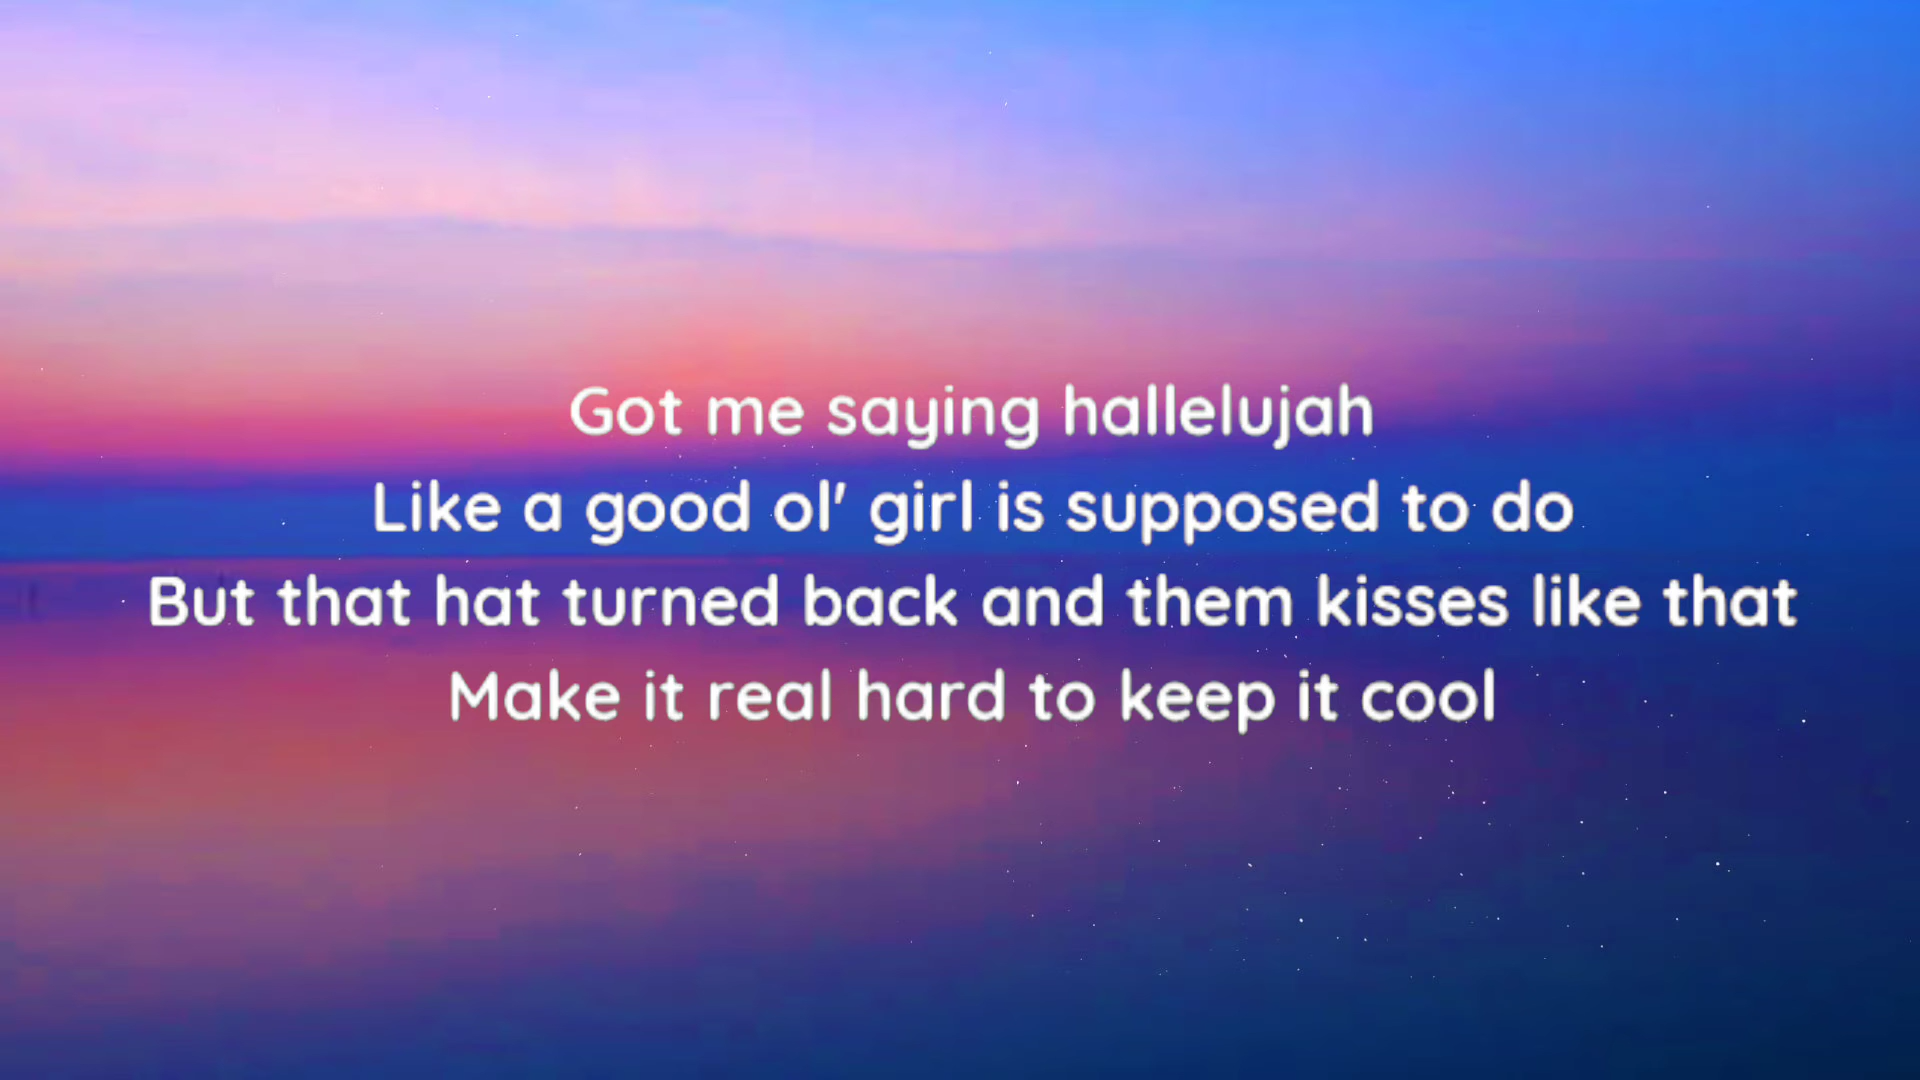 Got me saying hallelujah
Like a good ol' girl is supposed to do
But that hat turned back and them kisses like that
Make it real hard to keep it cool